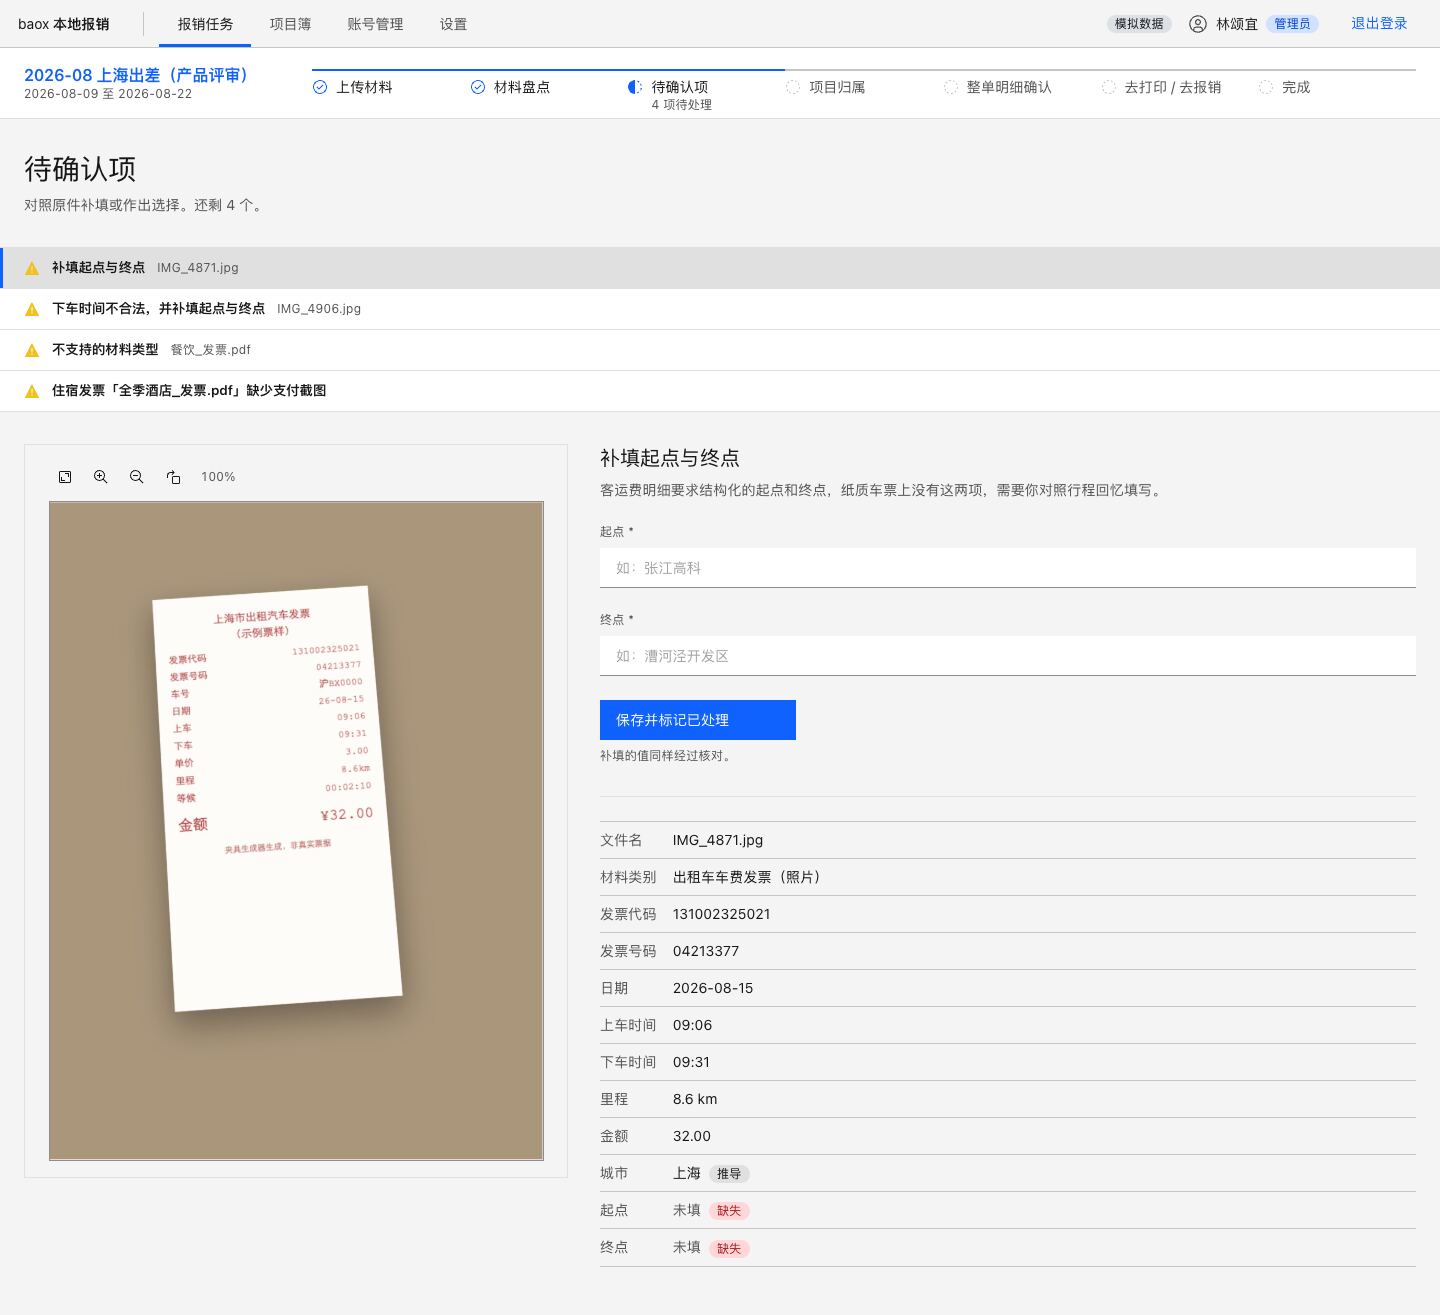 baox 本地报销
报销任务
项目簿
账号管理
设置
模拟数据
林颂宜
管理员
退出登录
2026-08 上海出差（产品评审）
2026-08-09 至 2026-08-22
上传材料
材料盘点
待确认项
4 项待处理
项目归属
整单明细确认
去打印 / 去报销
完成
待确认项
对照原件补填或作出选择。还剩 4 个。
补填起点与终点 IMG_4871.jpg
下车时间不合法，并补填起点与终点 IMG_4906.jpg
不支持的材料类型 餐饮_发票.pdf
住宿发票「全季酒店_发票.pdf」缺少支付截图
100%
上海市出租汽车发票
（示例票样）
发票代码 131002325021
发票号码 04213377
车号 沪BX0000
日期 26-08-15
上车 09:06
下车 09:31
单价 3.00
里程 8.6km
等候 00:02:10
金额 ¥32.00
夹具生成器生成，非真实票据
补填起点与终点
客运费明细要求结构化的起点和终点，纸质车票上没有这两项，需要你对照行程回忆填写。
起点 *
如：张江高科
终点 *
如：漕河泾开发区
保存并标记已处理
补填的值同样经过核对。
文件名 IMG_4871.jpg
材料类别 出租车车费发票（照片）
发票代码 131002325021
发票号码 04213377
日期 2026-08-15
上车时间 09:06
下车时间 09:31
里程 8.6 km
金额 32.00
城市 上海 推导
起点 未填 缺失
终点 未填 缺失